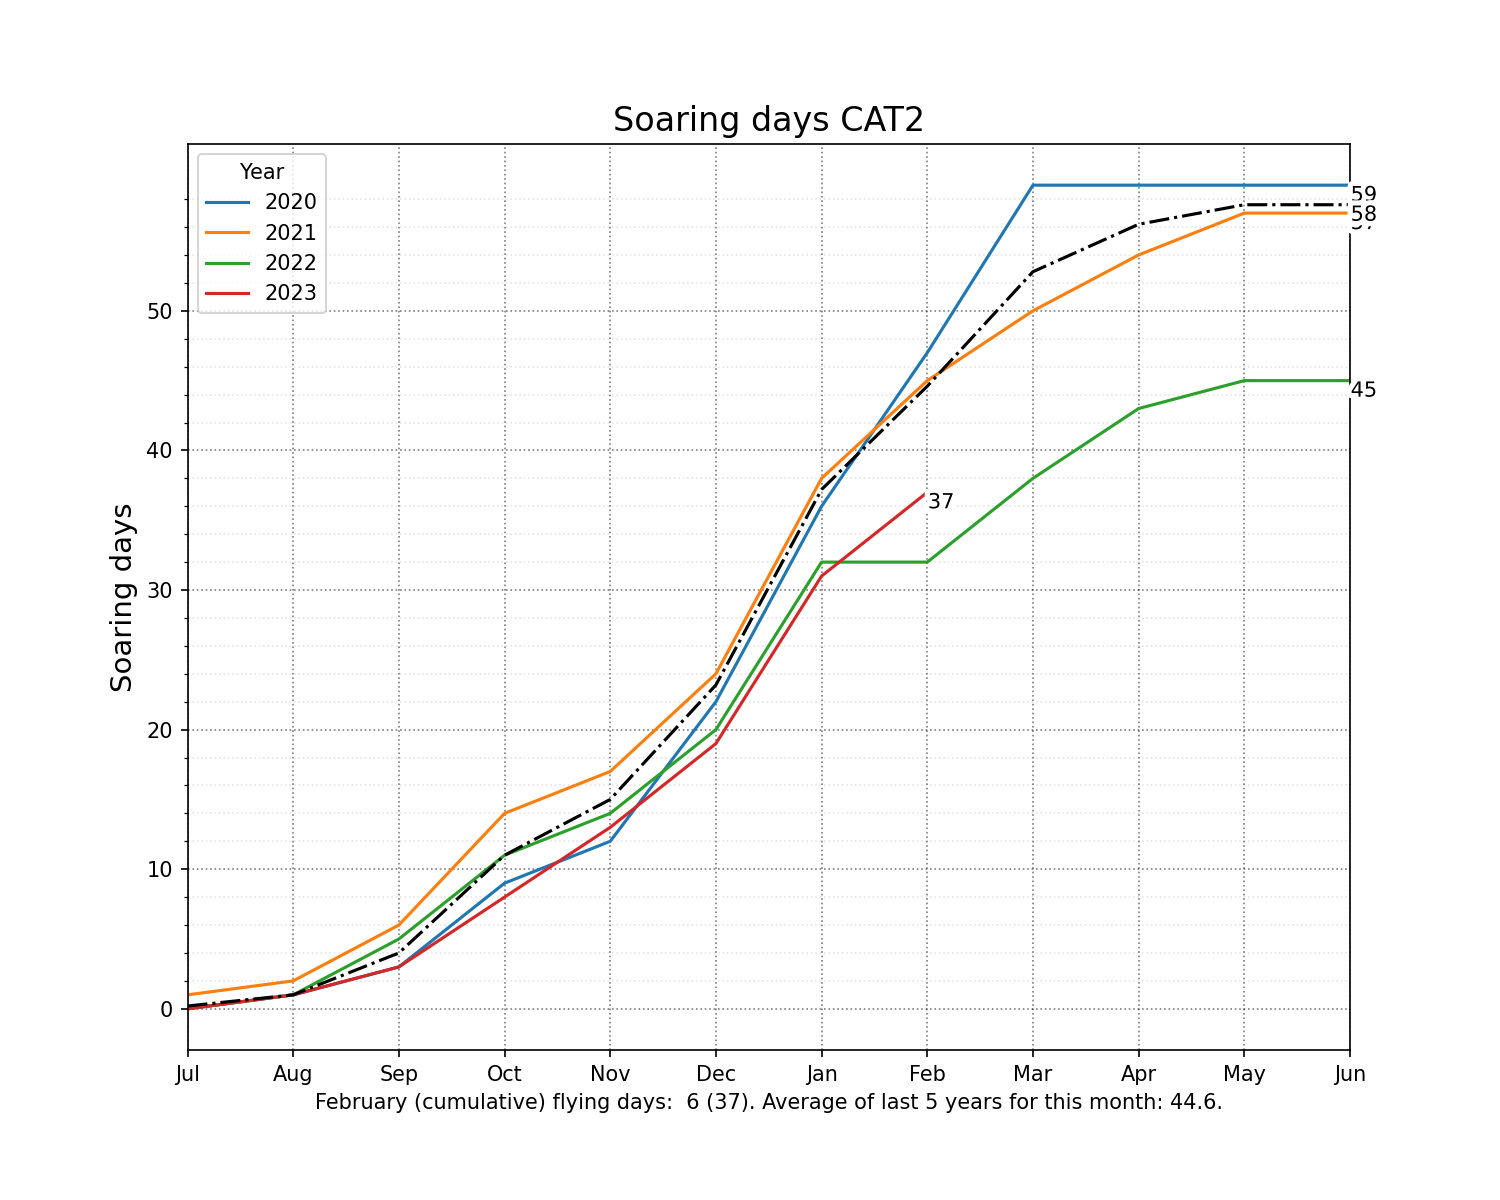 Soaring days CAT2
Year
2020
2021
2022
2023
59
58
45
37
50
40
30
20
10
0
Soaring days
Jul Aug Sep Oct Nov Dec Jan Feb Mar Apr May Jun
February (cumulative) flying days:  6 (37). Average of last 5 years for this month: 44.6.